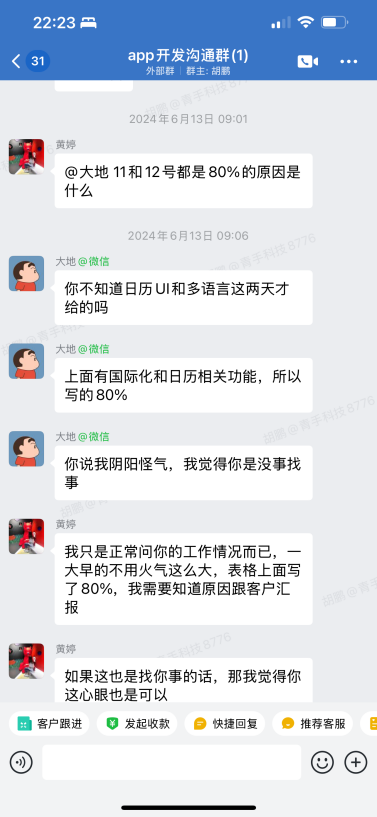 22:23
31
app开发沟通群(1)
外部群 | 群主: 胡鹏
胡鹏@青手科技8776
2024年6月13日 09:01
黄婷
@大地 11和12号都是80%的原因是
什么
2024年6月13日 09:06
大地@微信
你不知道日历UI和多语言这两天才
给的吗
大地@微信
上面有国际化和日历相关功能，所以
写的80%
胡鹏@青手科技8776
大地@微信
你说我阴阳怪气，我觉得你是没事找
事
黄婷
我只是正常问你的工作情况而已，一
大早的不用火气这么大，表格上面写
了80%，我需要知道原因跟客户汇
报
黄婷
如果这也是找你事的话，那我觉得你
这心眼也是可以
客户跟进
发起收款
快捷回复
推荐客服